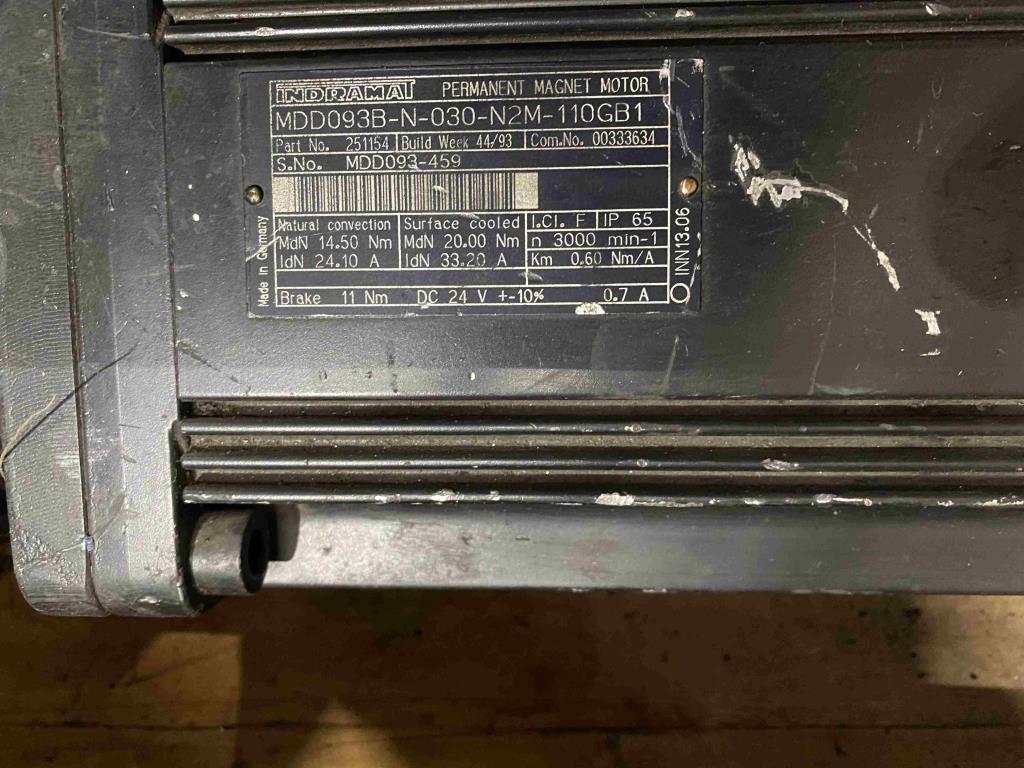 INDRAMAT PERMANENT MAGNET MOTOR
MDD093B-N-030-N2M-110GB1
Part No. 251154 Build Week 44/93 Com.No. 00333634
S.No. MDD093-459
Natural convection Surface cooled I.Cl. F IP 65
MdN 14.50 Nm MdN 20.00 Nm n 3000 min-1
IdN 24.10 A IdN 33.20 A Km 0.60 Nm/A
Brake 11 Nm DC 24 V +-10% 0.7 A
Made in Germany
INN13.06